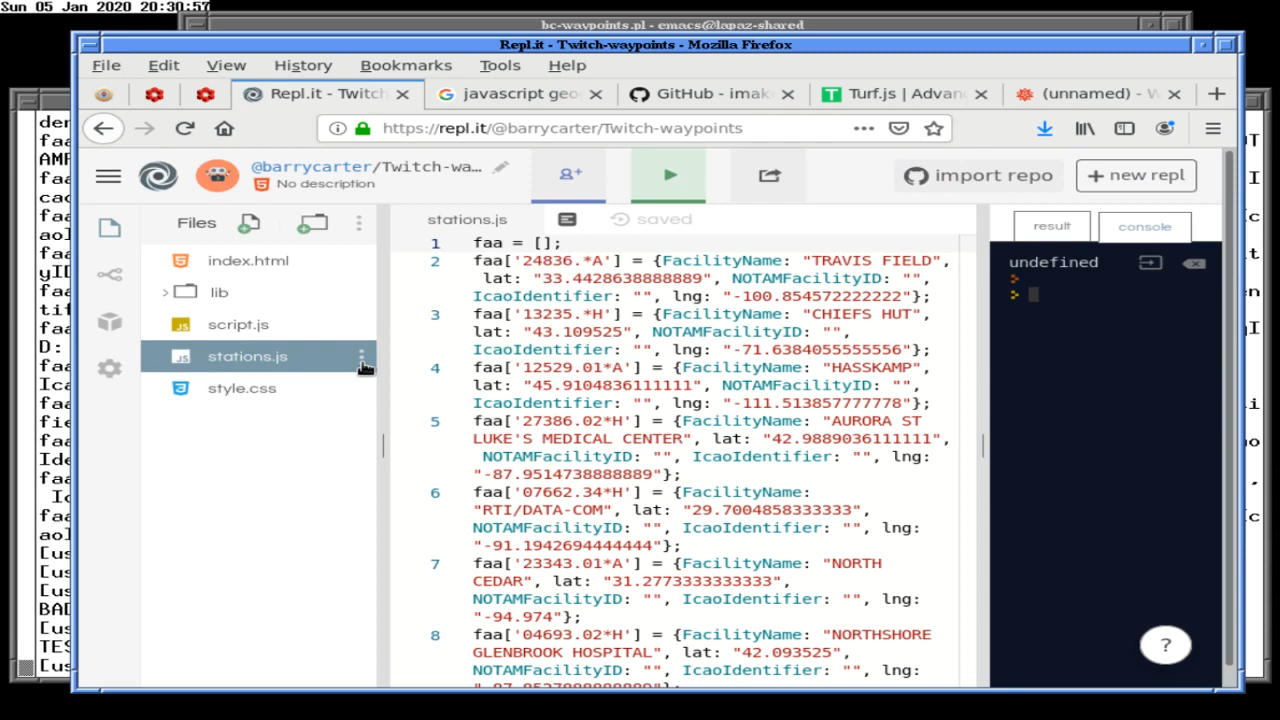 Sun 05 Jan 2020 20:30:57
bc-waypoints.pl - emacs@lapaz-shared
Repl.it - Twitch-waypoints - Mozilla Firefox
File Edit View History Bookmarks Tools Help
Repl.it - Twitch
javascript geo
GitHub - imak
Turf.js | Advan
(unnamed) - W
https://repl.it/@barrycarter/Twitch-waypoints
@barrycarter/Twitch-wa...
No description
import repo
+ new repl
Files
index.html
lib
script.js
stations.js
style.css
stations.js
saved
1 faa = [];
2 faa['24836.*A'] = {FacilityName: "TRAVIS FIELD",
lat: "33.4428638888889", NOTAMFacilityID: "",
IcaoIdentifier: "", lng: "-100.854572222222"};
3 faa['13235.*H'] = {FacilityName: "CHIEFS HUT",
lat: "43.109525", NOTAMFacilityID: "",
IcaoIdentifier: "", lng: "-71.6384055555556"};
4 faa['12529.01*A'] = {FacilityName: "HASSKAMP",
lat: "45.9104836111111", NOTAMFacilityID: "",
IcaoIdentifier: "", lng: "-111.513857777778"};
5 faa['27386.02*H'] = {FacilityName: "AURORA ST
LUKE'S MEDICAL CENTER", lat: "42.9889036111111",
NOTAMFacilityID: "", IcaoIdentifier: "", lng:
"-87.9514738888889"};
6 faa['07662.34*H'] = {FacilityName:
"RTI/DATA-COM", lat: "29.7004858333333",
NOTAMFacilityID: "", IcaoIdentifier: "", lng:
"-91.1942694444444"};
7 faa['23343.01*A'] = {FacilityName: "NORTH
CEDAR", lat: "31.2773333333333",
NOTAMFacilityID: "", IcaoIdentifier: "", lng:
"-94.974"};
8 faa['04693.02*H'] = {FacilityName: "NORTHSHORE
GLENBROOK HOSPITAL", lat: "42.093525",
NOTAMFacilityID: "", IcaoIdentifier: "", lng:
result
console
undefined
>
>
?